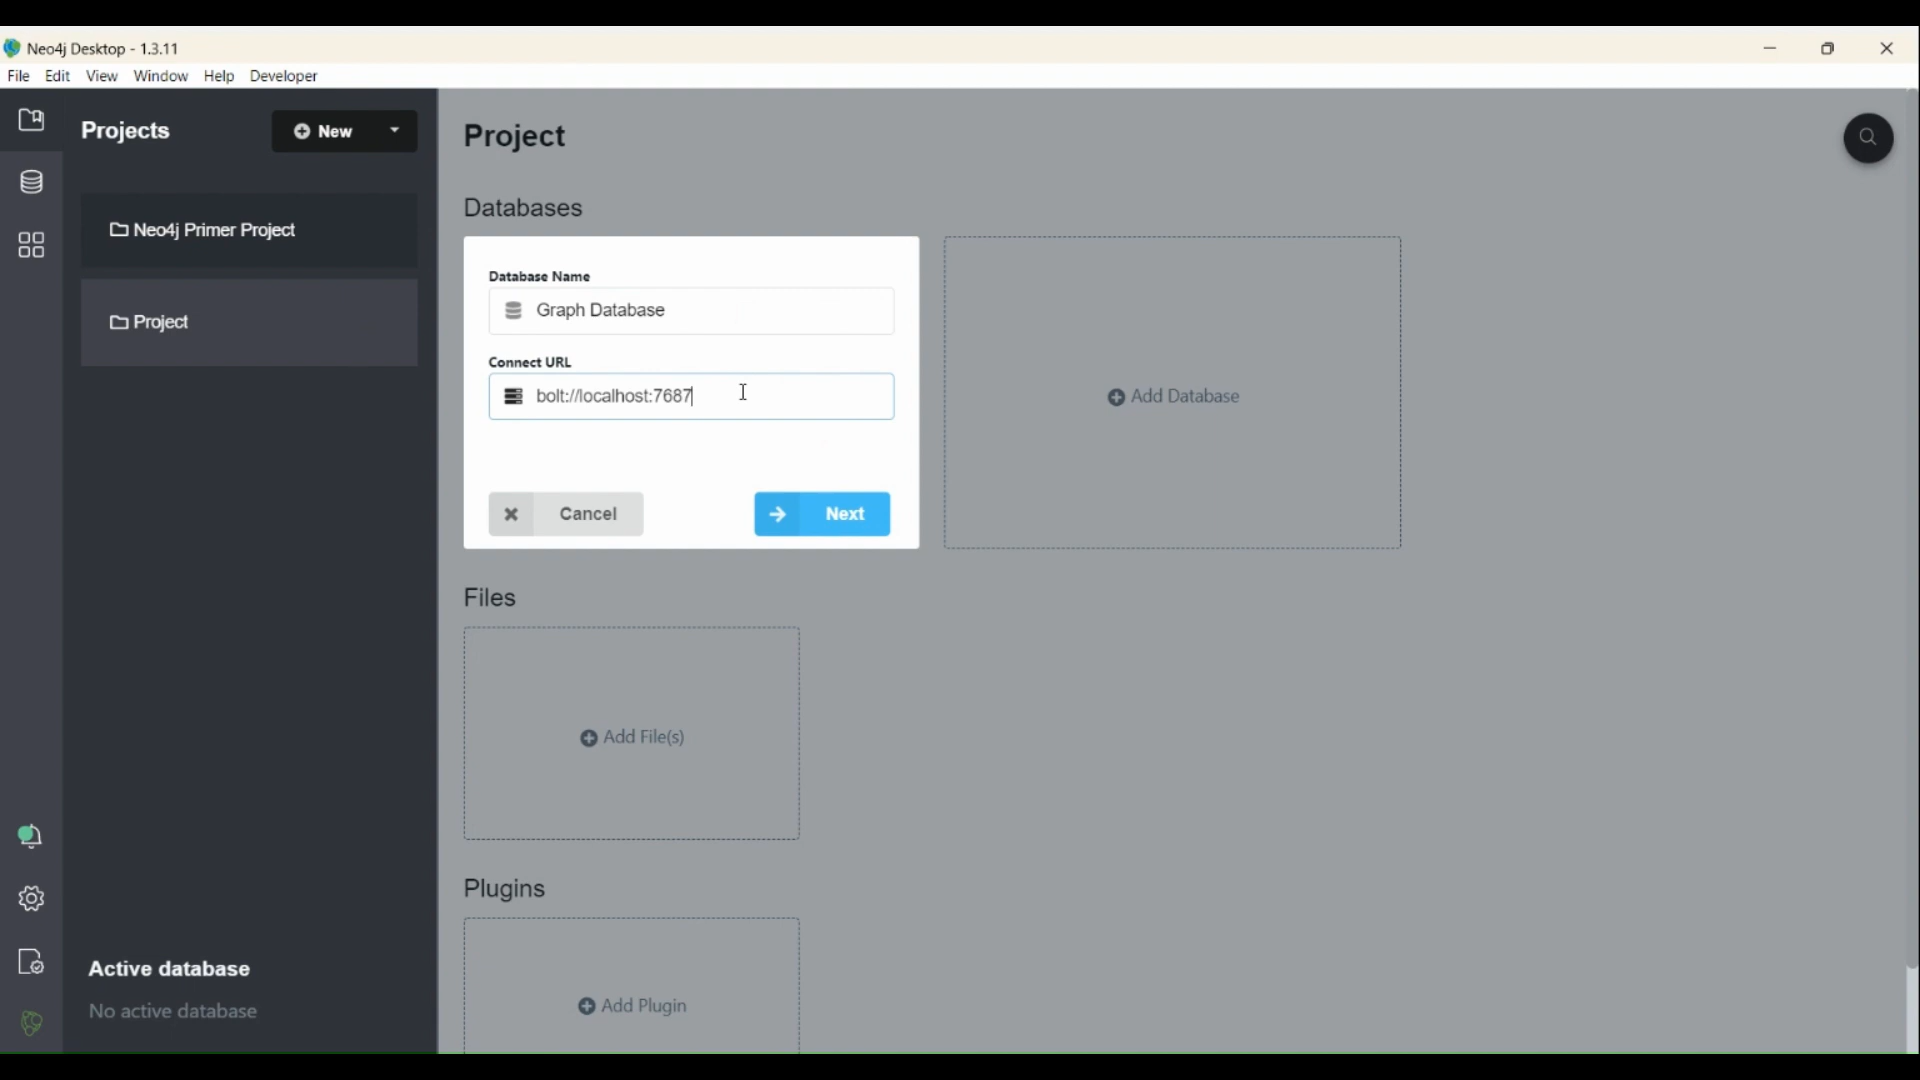 Neo4j Desktop - 1.3.11
File Edit View Window Help Developer
Projects
New
Neo4j Primer Project
Project
Active database
No active database
Project
Databases
Database Name
Graph Database
Connect URL
bolt://localhost:7687
Cancel
Next
Add Database
Files
Add File(s)
Plugins
Add Plugin